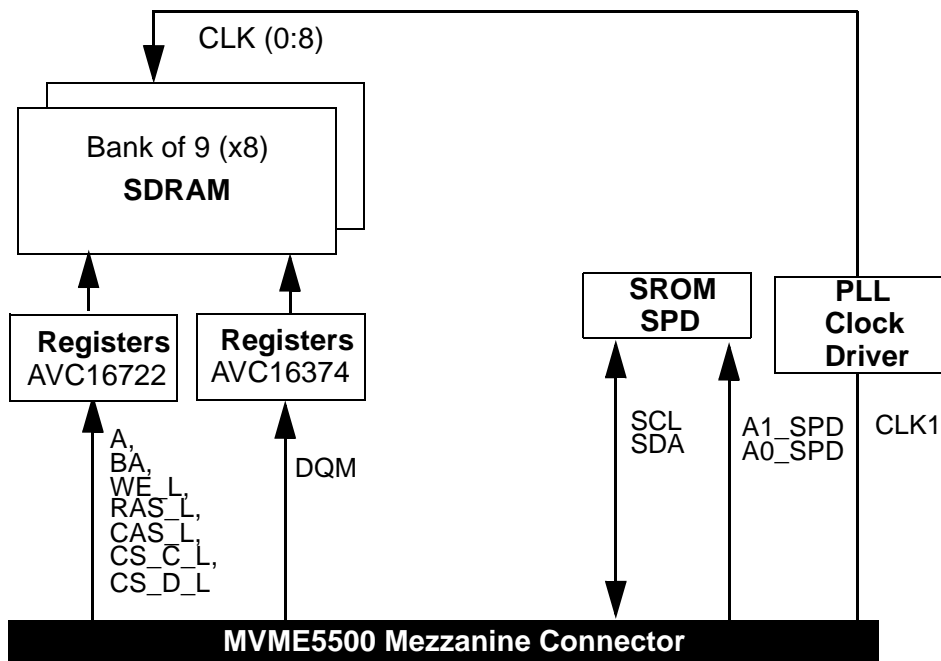 CLK (0:8)
Bank of 9 (x8)
SDRAM
SROM
SPD
PLL
Clock
Driver
Registers
AVC16722
Registers
AVC16374
A,
BA,
WE_L,
RAS_L,
CAS_L,
CS_C_L,
CS_D_L
DQM
SCL
SDA
A1_SPD
A0_SPD
CLK1
MVME5500 Mezzanine Connector